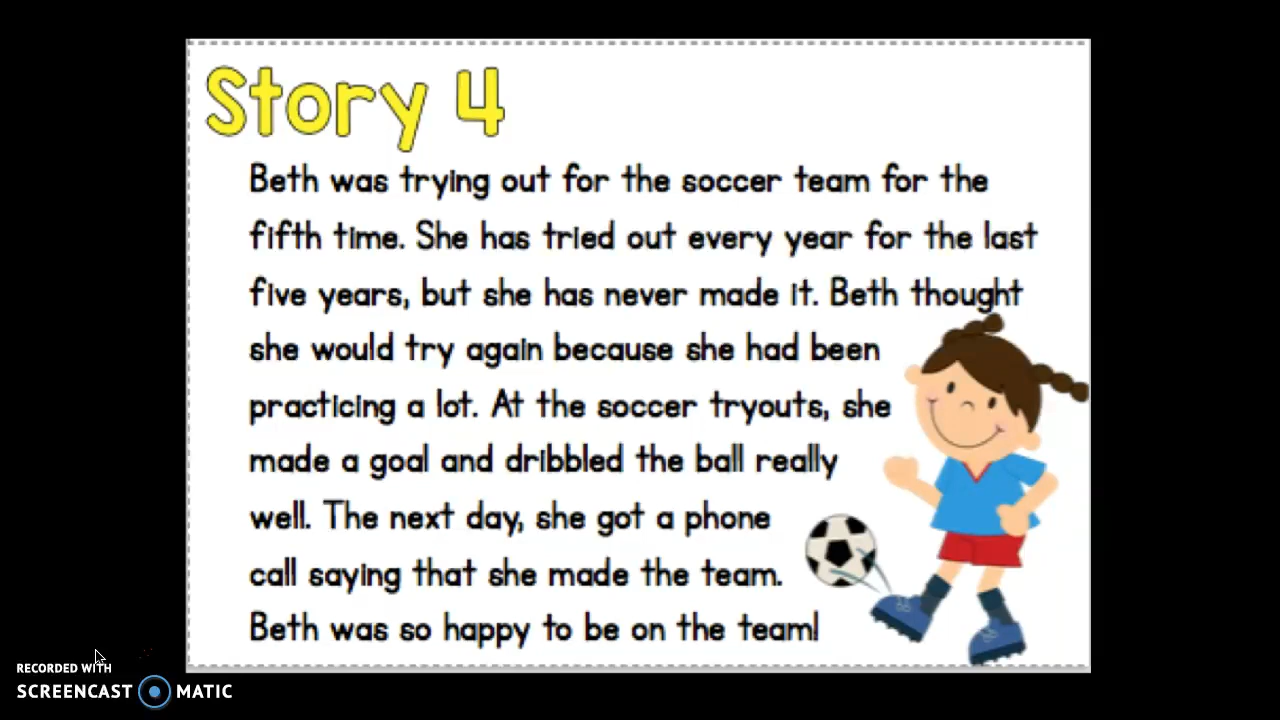 Story 4
Beth was trying out for the soccer team for the
fifth time. She has tried out every year for the last
five years, but she has never made it. Beth thought
she would try again because she had been
practicing a lot. At the soccer tryouts, she
made a goal and dribbled the ball really
well. The next day, she got a phone
call saying that she made the team.
Beth was so happy to be on the team!
RECORDED WITH
SCREENCAST MATIC